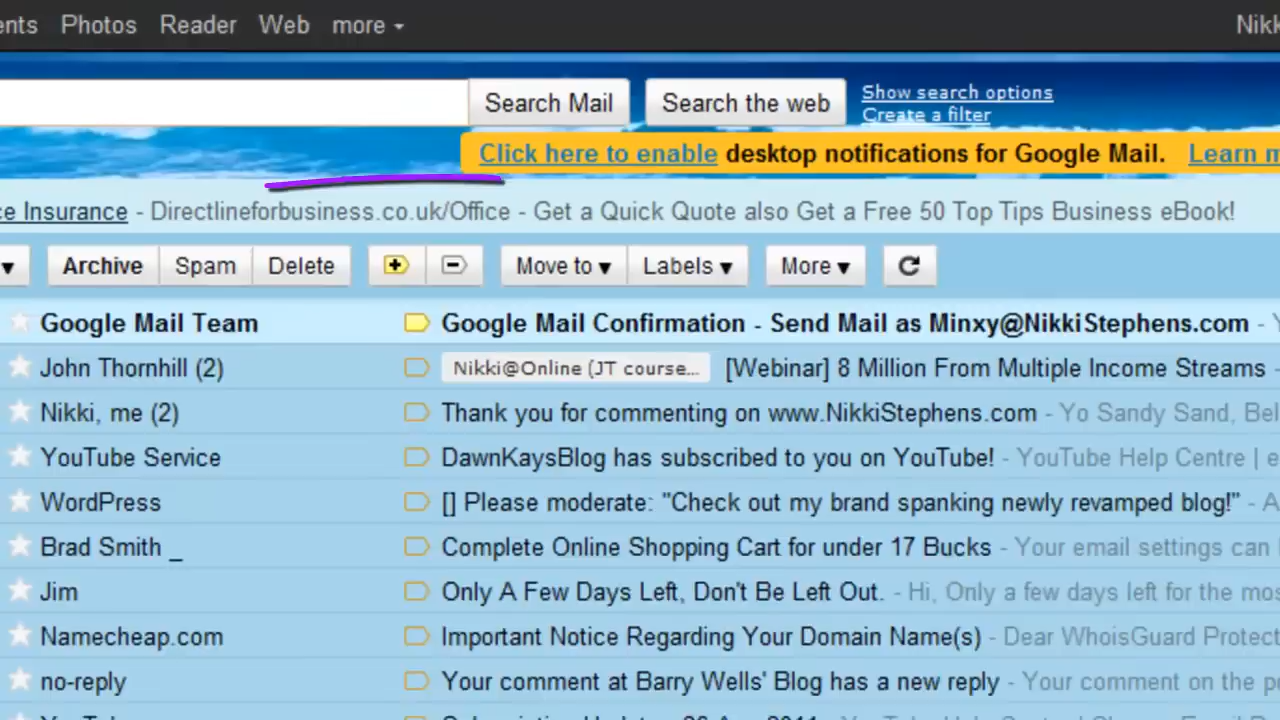 ents Photos Reader Web more Nikk
Search Mail Search the web Show search options
Create a filter
Click here to enable desktop notifications for Google Mail. Learn m
ce Insurance - Directlineforbusiness.co.uk/Office - Get a Quick Quote also Get a Free 50 Top Tips Business eBook!
Archive Spam Delete Move to Labels More
Google Mail Team Google Mail Confirmation - Send Mail as Minxy@NikkiStephens.com - Y
John Thornhill (2) Nikki@Online (JT course... [Webinar] 8 Million From Multiple Income Streams -
Nikki, me (2) Thank you for commenting on www.NikkiStephens.com - Yo Sandy Sand, Bel
YouTube Service DawnKaysBlog has subscribed to you on YouTube! - YouTube Help Centre | e
WordPress [] Please moderate: "Check out my brand spanking newly revamped blog!" - A
Brad Smith _ Complete Online Shopping Cart for under 17 Bucks - Your email settings can
Jim Only A Few Days Left, Don't Be Left Out. - Hi, Only a few days left for the mos
Namecheap.com Important Notice Regarding Your Domain Name(s) - Dear WhoisGuard Protect
no-reply Your comment at Barry Wells' Blog has a new reply - Your comment on the po